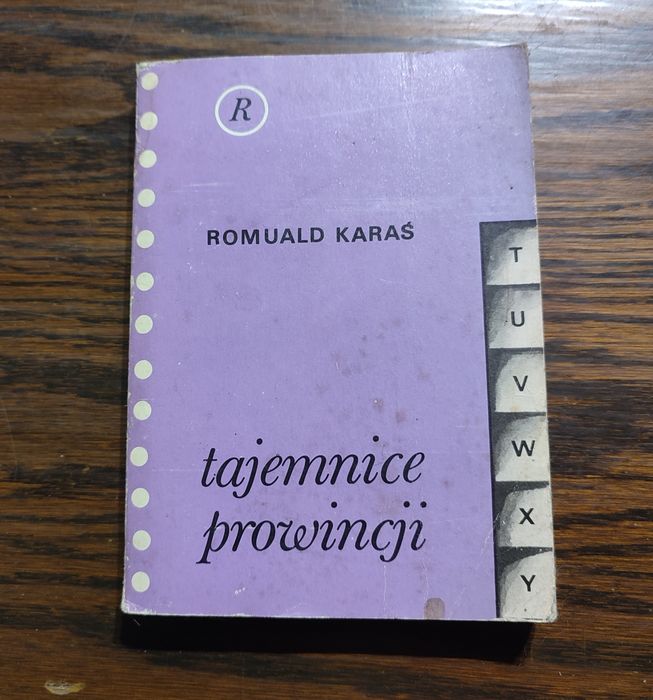 R
ROMUALD KARAŚ
tajemnice
prowincji
T
U
V
W
X
Y